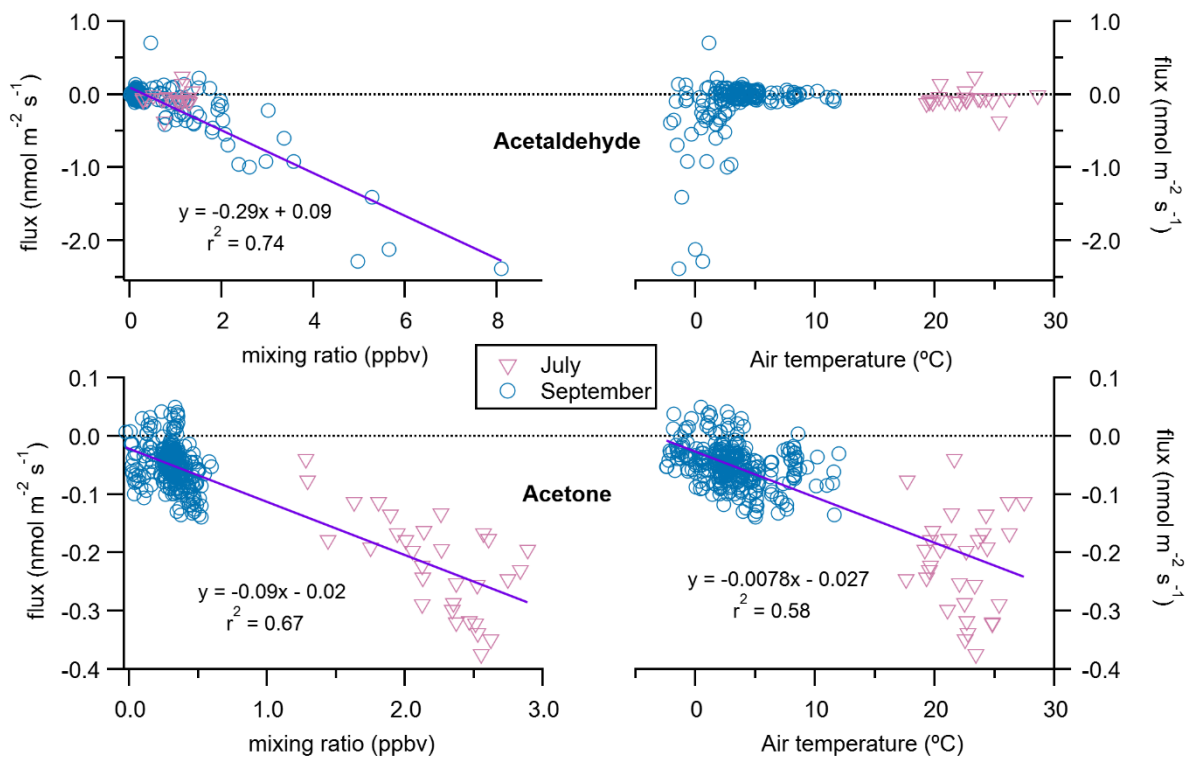 1.0
0.0
-1.0
-2.0
flux (nmol m⁻² s⁻¹)
y = -0.29x + 0.09
r² = 0.74
0 2 4 6 8
mixing ratio (ppbv)
Acetaldehyde
1.0
0.0
-1.0
-2.0
flux (nmol m⁻² s⁻¹)
0 10 20 30
Air temperature (ºC)
July
September
0.1
0.0
-0.1
-0.2
-0.3
-0.4
flux (nmol m⁻² s⁻¹)
y = -0.09x - 0.02
r² = 0.67
0.0 1.0 2.0 3.0
mixing ratio (ppbv)
Acetone
y = -0.0078x - 0.027
r² = 0.58
0.1
0.0
-0.1
-0.2
-0.3
-0.4
flux (nmol m⁻² s⁻¹)
0 10 20 30
Air temperature (ºC)